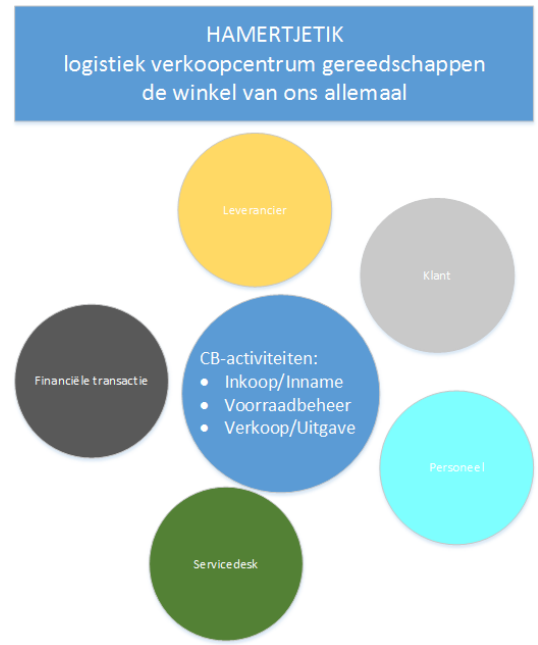 HAMERTJETIK
logistiek verkoopcentrum gereedschappen
de winkel van ons allemaal
Leverancier
Klant
CB-activiteiten:
• Inkoop/Inname
• Voorraadbeheer
• Verkoop/Uitgave
Financiële transactie
Personeel
Servicedesk